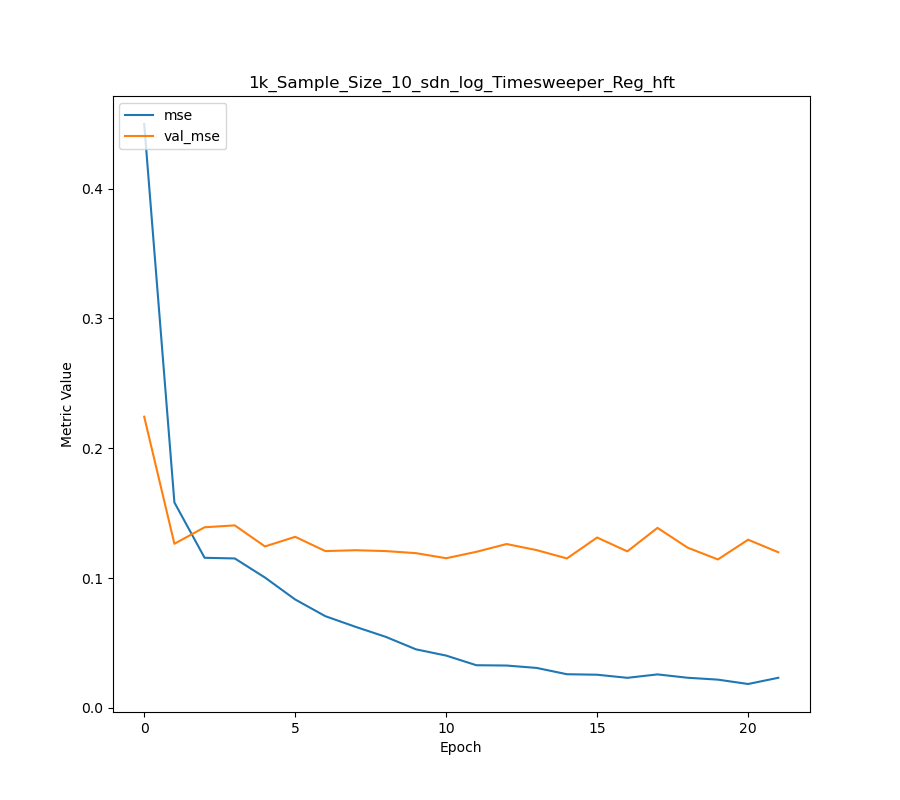 1k_Sample_Size_10_sdn_log_Timesweeper_Reg_hft
mse
val_mse
0.4
0.3
0.2
0.1
0.0
Metric Value
0 5 10 15 20
Epoch